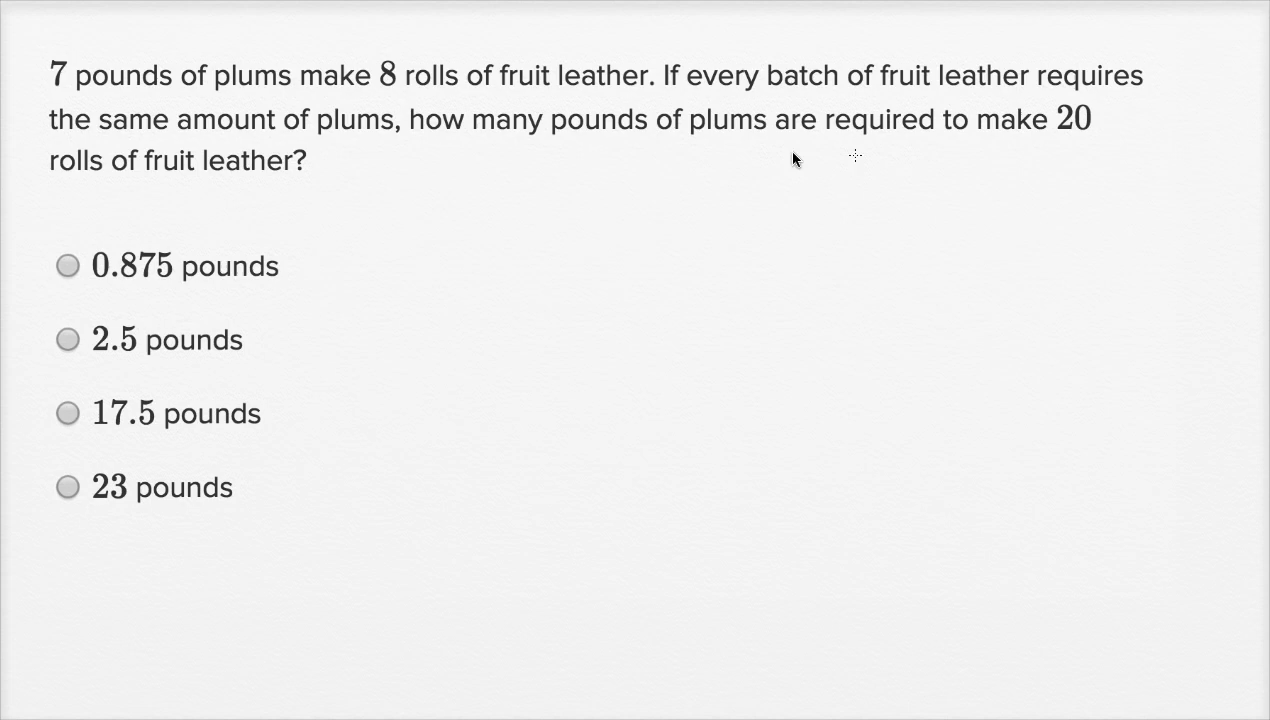 7 pounds of plums make 8 rolls of fruit leather. If every batch of fruit leather requires
the same amount of plums, how many pounds of plums are required to make 20
rolls of fruit leather?
0.875 pounds
2.5 pounds
17.5 pounds
23 pounds